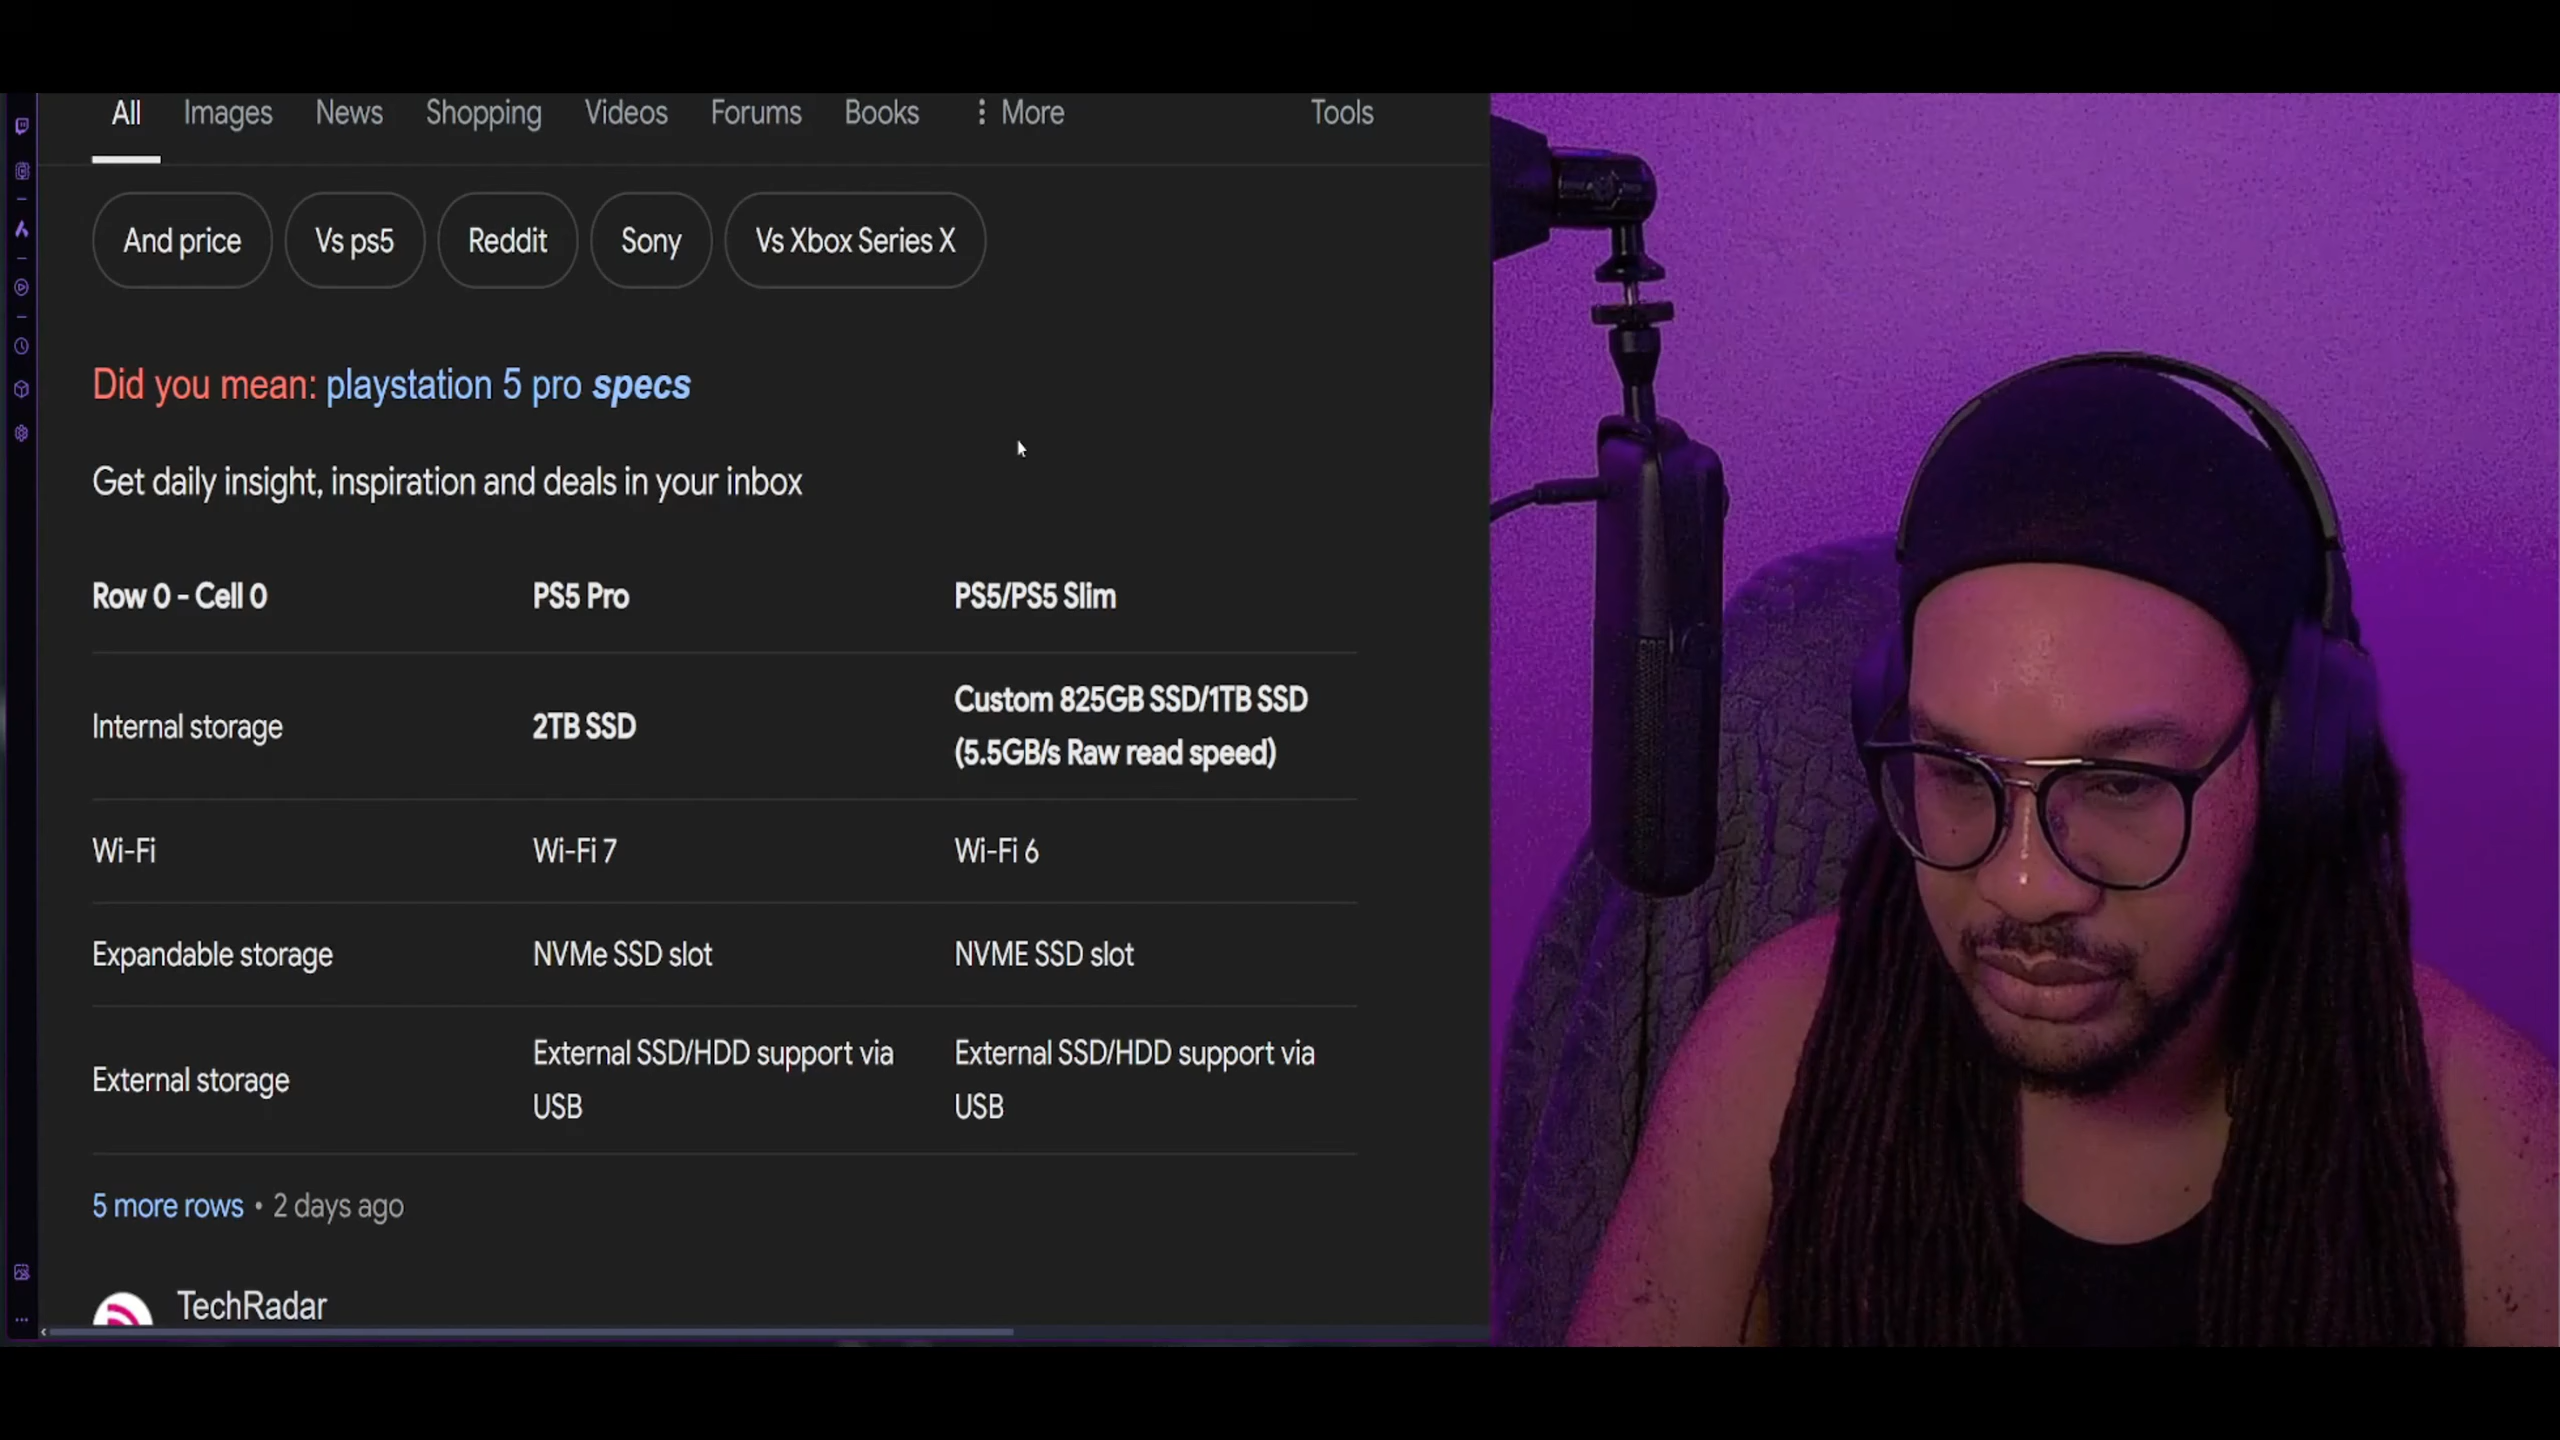 All Images News Shopping Videos Forums Books More Tools
And price Vs ps5 Reddit Sony Vs Xbox Series X
Did you mean: playstation 5 pro specs
Get daily insight, inspiration and deals in your inbox
Row 0 - Cell 0 PS5 Pro PS5/PS5 Slim
Internal storage 2TB SSD Custom 825GB SSD/1TB SSD
(5.5GB/s Raw read speed)
Wi-Fi Wi-Fi 7 Wi-Fi 6
Expandable storage NVMe SSD slot NVME SSD slot
External storage External SSD/HDD support via
USB
External SSD/HDD support via
USB
5 more rows • 2 days ago
TechRadar